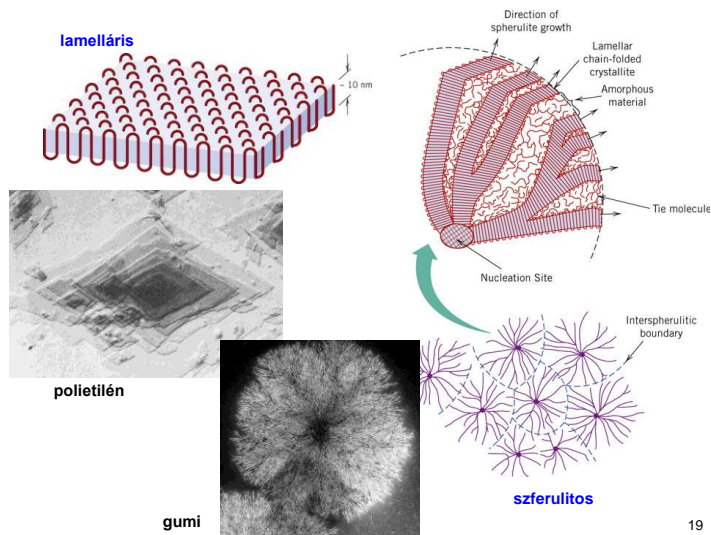 lamelláris
~ 10 nm
Direction of
spherulite growth
Lamellar
chain-folded
crystallite
Amorphous
material
Tie molecule
Nucleation Site
Interspherulitic
boundary
polietilén
szferulitos
gumi
19